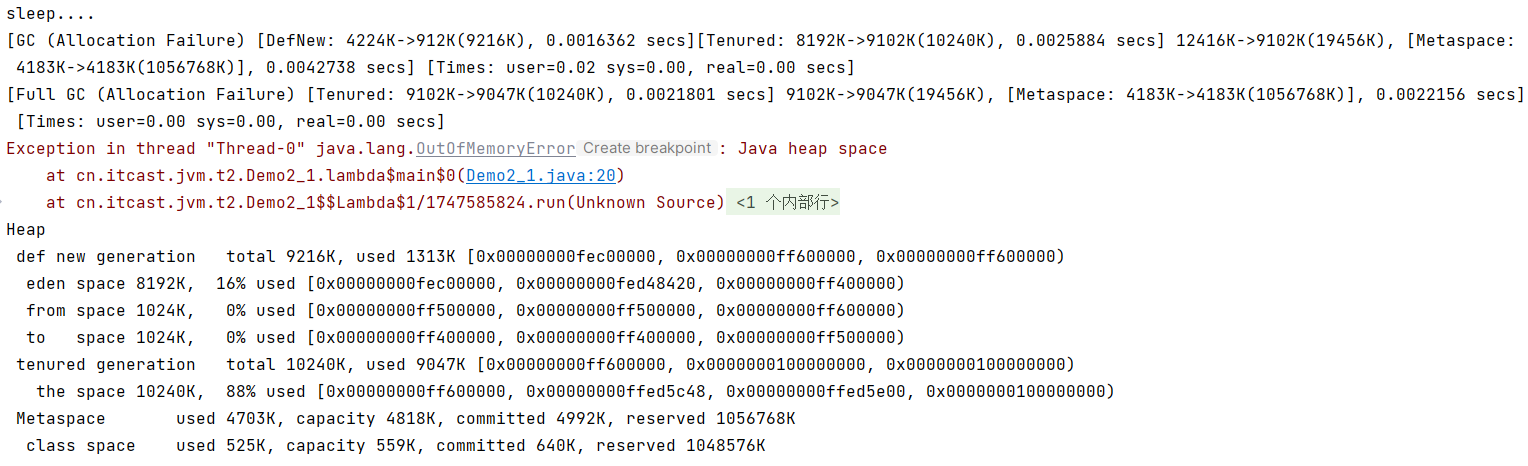 sleep....
[GC (Allocation Failure) [DefNew: 4224K->912K(9216K), 0.0016362 secs][Tenured: 8192K->9102K(10240K), 0.0025884 secs] 12416K->9102K(19456K), [Metaspace:
4183K->4183K(1056768K)], 0.0042738 secs] [Times: user=0.02 sys=0.00, real=0.00 secs]
[Full GC (Allocation Failure) [Tenured: 9102K->9047K(10240K), 0.0021801 secs] 9102K->9047K(19456K), [Metaspace: 4183K->4183K(1056768K)], 0.0022156 secs]
[Times: user=0.00 sys=0.00, real=0.00 secs]
Exception in thread "Thread-0" java.lang.OutOfMemoryError Create breakpoint : Java heap space
at cn.itcast.jvm.t2.Demo2_1.lambda$main$0(Demo2_1.java:20)
at cn.itcast.jvm.t2.Demo2_1$$Lambda$1/1747585824.run(Unknown Source) <1 个内部行>
Heap
def new generation   total 9216K, used 1313K [0x00000000fec00000, 0x00000000ff600000, 0x00000000ff600000)
eden space 8192K,  16% used [0x00000000fec00000, 0x00000000fed48420, 0x00000000ff400000)
from space 1024K,   0% used [0x00000000ff500000, 0x00000000ff500000, 0x00000000ff600000)
to   space 1024K,   0% used [0x00000000ff400000, 0x00000000ff400000, 0x00000000ff500000)
tenured generation   total 10240K, used 9047K [0x00000000ff600000, 0x0000000100000000, 0x0000000100000000)
the space 10240K,  88% used [0x00000000ff600000, 0x00000000ffed5c48, 0x00000000ffed5e00, 0x0000000100000000)
Metaspace       used 4703K, capacity 4818K, committed 4992K, reserved 1056768K
class space    used 525K, capacity 559K, committed 640K, reserved 1048576K